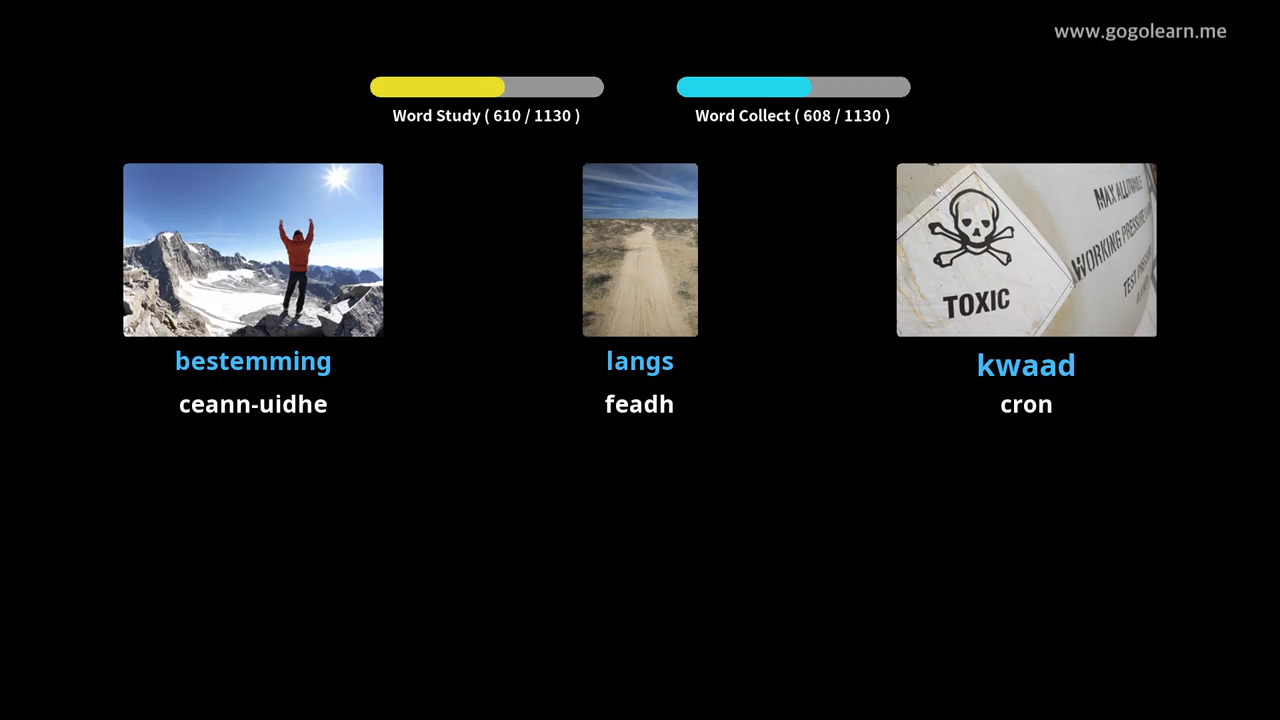 www.gogolearn.me
Word Study ( 610 / 1130 )
Word Collect ( 608 / 1130 )
TOXIC
MAX ALLOWABLE
WORKING PRESSURE
TEST
bestemming
langs
kwaad
ceann-uidhe
feadh
cron